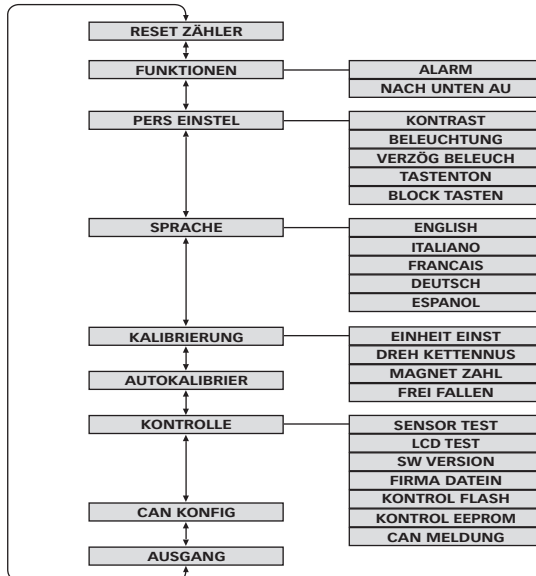 RESET ZÄHLER
FUNKTIONEN
ALARM
NACH UNTEN AU
PERS EINSTEL
KONTRAST
BELEUCHTUNG
VERZÖG BELEUCH
TASTENTON
BLOCK TASTEN
SPRACHE
ENGLISH
ITALIANO
FRANCAIS
DEUTSCH
ESPANOL
KALIBRIERUNG
EINHEIT EINST
DREH KETTENNUS
MAGNET ZAHL
FREI FALLEN
AUTOKALIBRIER
KONTROLLE
SENSOR TEST
LCD TEST
SW VERSION
FIRMA DATEIN
KONTROL FLASH
KONTROL EEPROM
CAN MELDUNG
CAN KONFIG
AUSGANG